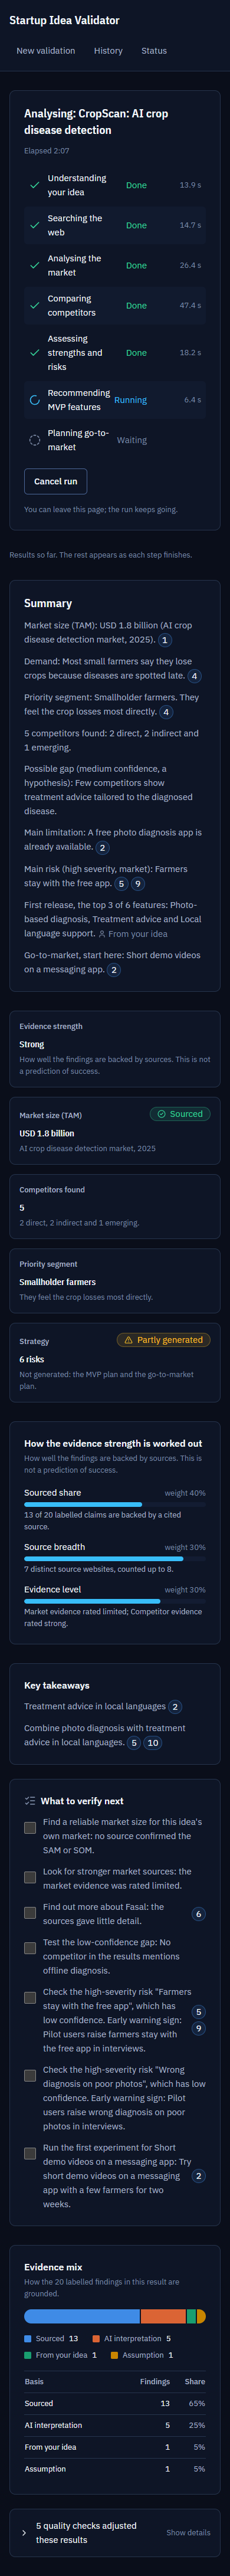 Startup Idea Validator
New validation History Status
Analysing: CropScan: AI crop
disease detection
Elapsed 2:07
Understanding
your idea
Done
13.9 s
Searching the
web
Done
14.7 s
Analysing the
market
Done
26.4 s
Comparing
competitors
Done
47.4 s
Assessing
strengths and
risks
Done
18.2 s
Recommending
MVP features
Running
6.4 s
Planning go-to-
market
Waiting
Cancel run
You can leave this page; the run keeps going.
Results so far. The rest appears as each step finishes.
Summary
Market size (TAM): USD 1.8 billion (AI crop
disease detection market, 2025). 1
Demand: Most small farmers say they lose
crops because diseases are spotted late. 4
Priority segment: Smallholder farmers. They
feel the crop losses most directly. 4
5 competitors found: 2 direct, 2 indirect and
1 emerging.
Possible gap (medium confidence, a
hypothesis): Few competitors show
treatment advice tailored to the diagnosed
disease.
Main limitation: A free photo diagnosis app is
already available. 2
Main risk (high severity, market): Farmers
stay with the free app. 5 9
First release, the top 3 of 6 features: Photo-
based diagnosis, Treatment advice and Local
language support. From your idea
Go-to-market, start here: Short demo videos
on a messaging app. 2
Evidence strength
Strong
How well the findings are backed by sources. This is not
a prediction of success.
Market size (TAM) Sourced
USD 1.8 billion
AI crop disease detection market, 2025
Competitors found
5
2 direct, 2 indirect and 1 emerging.
Priority segment
Smallholder farmers
They feel the crop losses most directly.
Strategy Partly generated
6 risks
Not generated: the MVP plan and the go-to-market
plan.
How the evidence strength is worked out
How well the findings are backed by sources. This is
not a prediction of success.
Sourced share weight 40%
13 of 20 labelled claims are backed by a cited
source.
Source breadth weight 30%
7 distinct source websites, counted up to 8.
Evidence level weight 30%
Market evidence rated limited; Competitor evidence
rated strong.
Key takeaways
Treatment advice in local languages 2
Combine photo diagnosis with treatment
advice in local languages. 5 10
What to verify next
Find a reliable market size for this idea's
own market: no source confirmed the
SAM or SOM.
Look for stronger market sources: the
market evidence was rated limited.
Find out more about Fasal: the
sources gave little detail.
6
Test the low-confidence gap: No
competitor in the results mentions
offline diagnosis.
Check the high-severity risk "Farmers
stay with the free app", which has
low confidence. Early warning sign:
Pilot users raise farmers stay with
the free app in interviews.
5
9
Check the high-severity risk "Wrong
diagnosis on poor photos", which has low
confidence. Early warning sign: Pilot
users raise wrong diagnosis on poor
photos in interviews.
Run the first experiment for Short
demo videos on a messaging app: Try
short demo videos on a messaging
app with a few farmers for two
weeks.
2
Evidence mix
How the 20 labelled findings in this result are
grounded.
Sourced 13 AI interpretation 5
From your idea 1 Assumption 1
Basis Findings Share
Sourced 13 65%
AI interpretation 5 25%
From your idea 1 5%
Assumption 1 5%
5 quality checks adjusted
these results
Show details